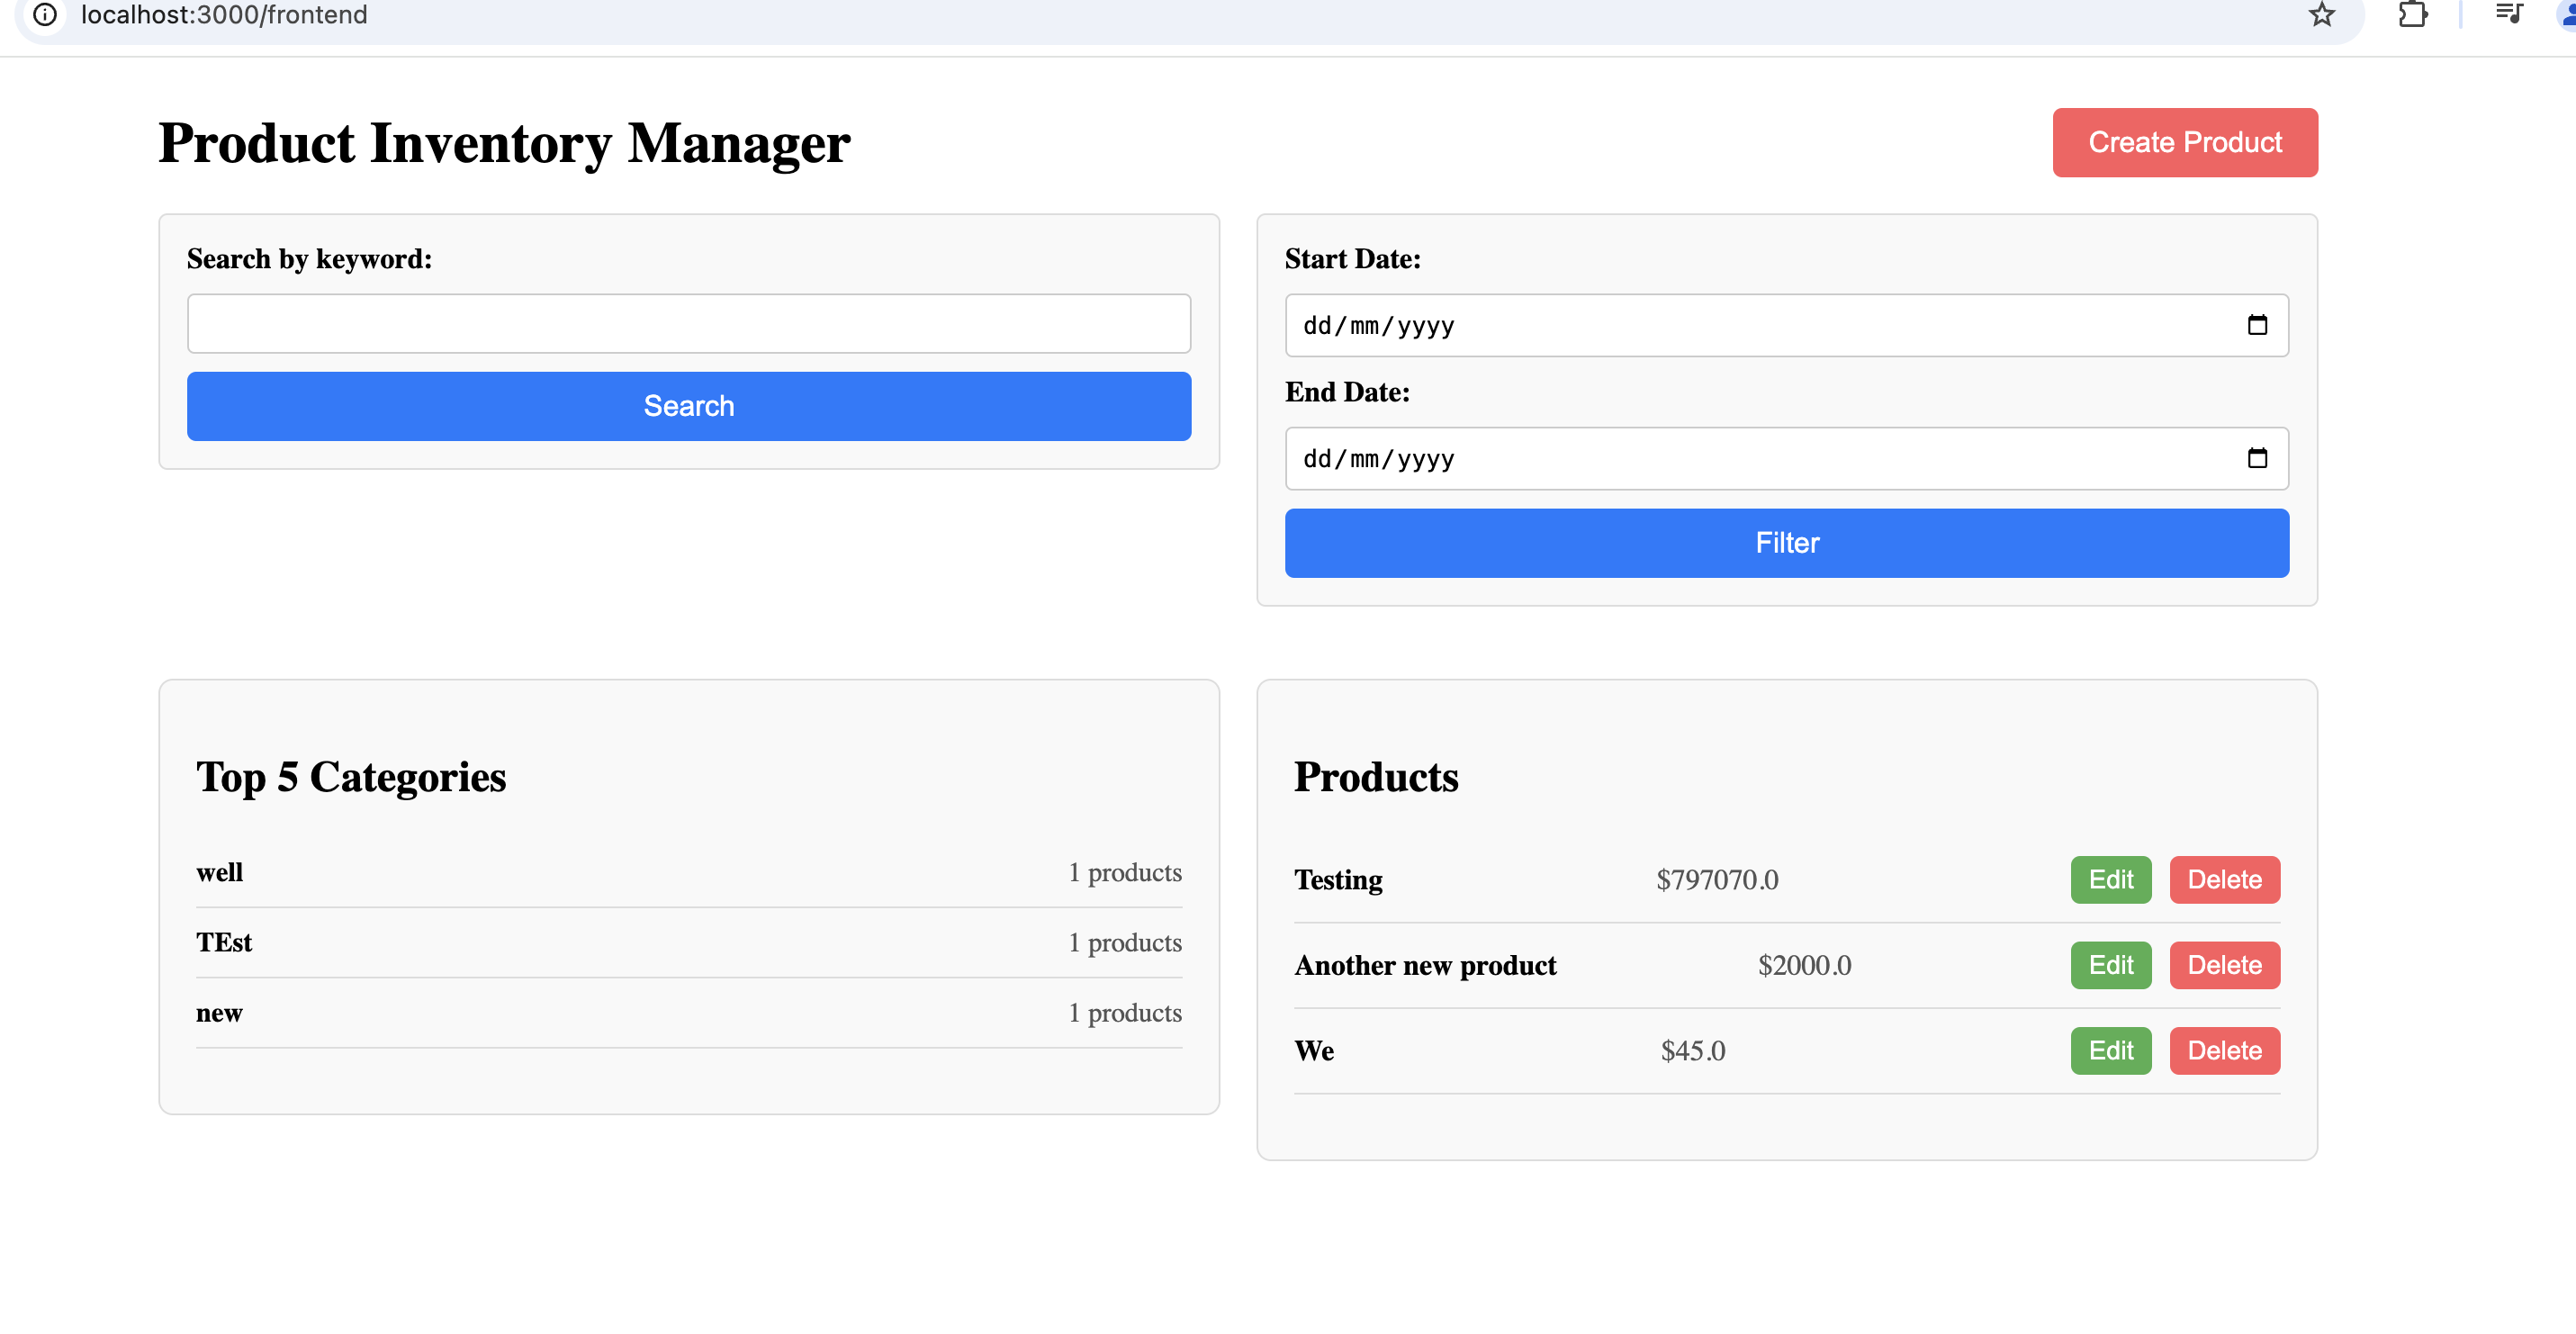 localhost:3000/frontend
Product Inventory Manager
Create Product
Search by keyword:
Search
Start Date:
dd/mm/yyyy
End Date:
dd/mm/yyyy
Filter
Top 5 Categories
well 1 products
TEst 1 products
new 1 products
Products
Testing $797070.0 Edit Delete
Another new product $2000.0 Edit Delete
We $45.0 Edit Delete